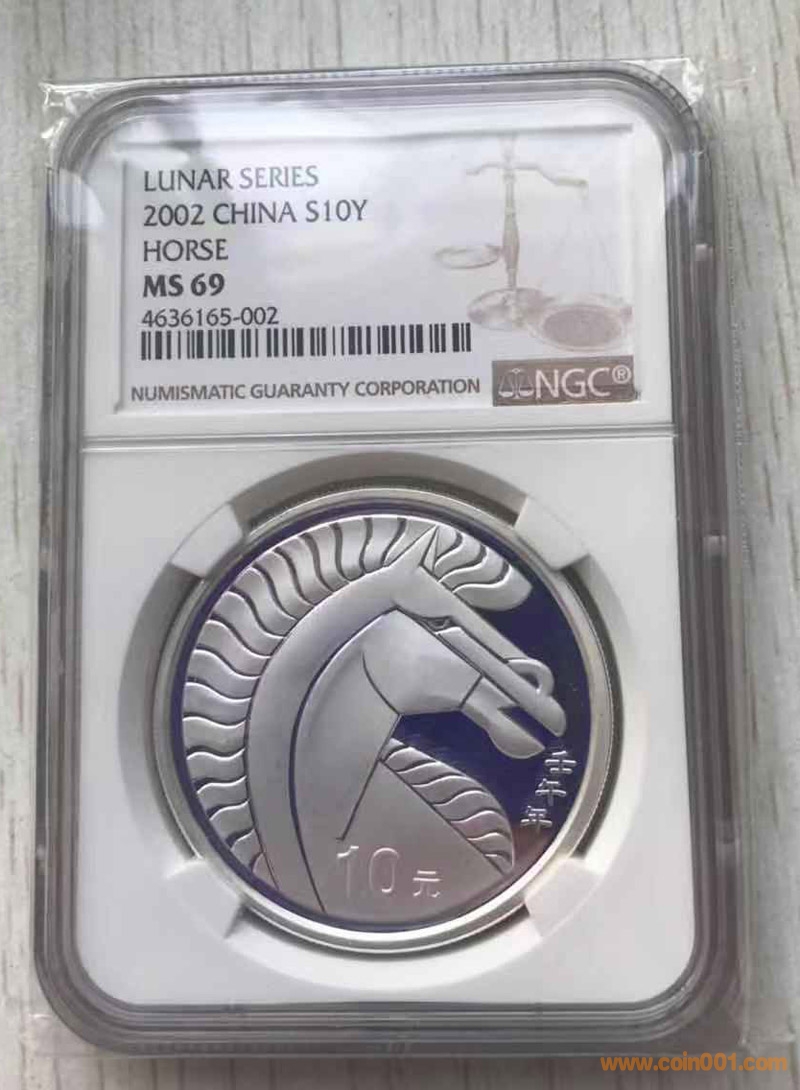 LUNAR SERIES
2002 CHINA S10Y
HORSE
MS 69
4636165-002
NUMISMATIC GUARANTY CORPORATION NGC®
壬午年
10元
www.coin001.com